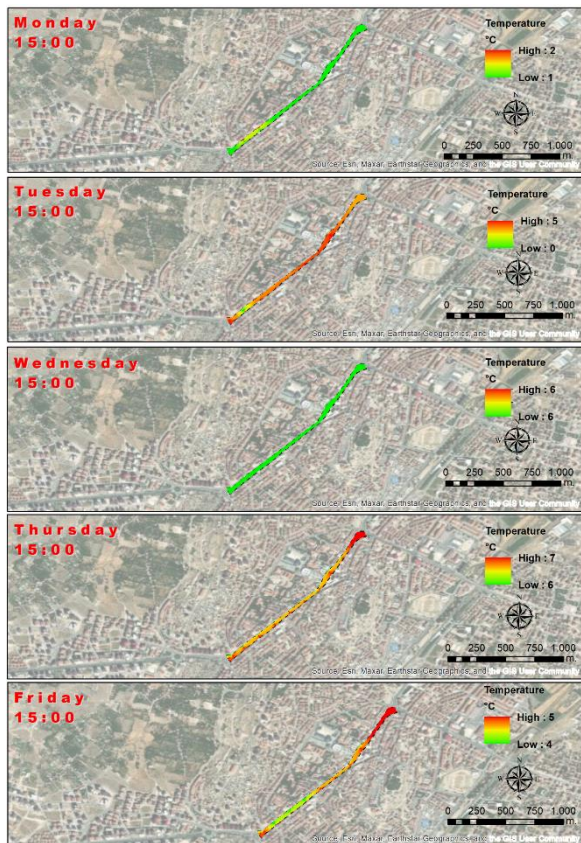 Monday
15:00
Temperature
°C
High : 2
Low : 1
N
W E
S
0 250 500 750 1.000
m.
Source: Esri, Maxar, Earthstar Geographics, and the GIS User Community
Tuesday
15:00
Temperature
°C
High : 5
Low : 0
N
W E
S
0 250 500 750 1.000
m.
Source: Esri, Maxar, Earthstar Geographics, and the GIS User Community
Wednesday
15:00
Temperature
°C
High : 6
Low : 6
N
W E
S
0 250 500 750 1.000
m.
Source: Esri, Maxar, Earthstar Geographics, and the GIS User Community
Thursday
15:00
Temperature
°C
High : 7
Low : 6
N
W E
S
0 250 500 750 1.000
m.
Source: Esri, Maxar, Earthstar Geographics, and the GIS User Community
Friday
15:00
Temperature
°C
High : 5
Low : 4
N
W E
S
0 250 500 750 1.000
m.
Source: Esri, Maxar, Earthstar Geographics, and the GIS User Community